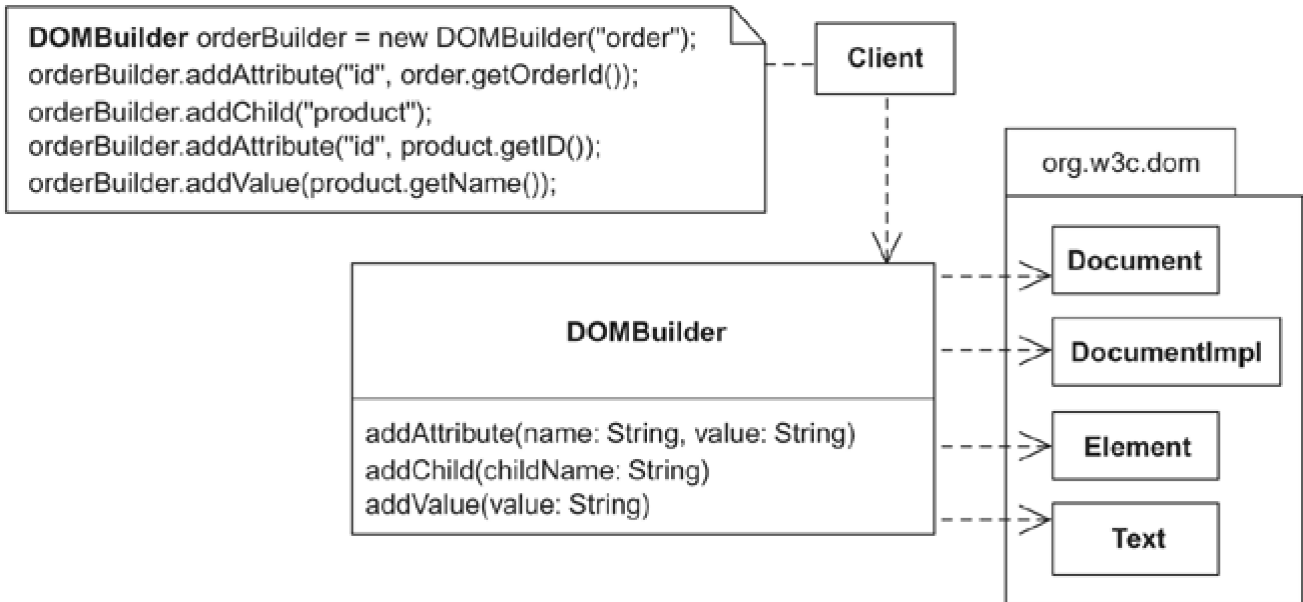 DOMBuilder orderBuilder = new DOMBuilder("order");
orderBuilder.addAttribute("id", order.getOrderId());
orderBuilder.addChild("product");
orderBuilder.addAttribute("id", product.getID());
orderBuilder.addValue(product.getName());
Client
org.w3c.dom
Document
DOMBuilder
DocumentImpl
addAttribute(name: String, value: String)
addChild(childName: String)
addValue(value: String)
Element
Text